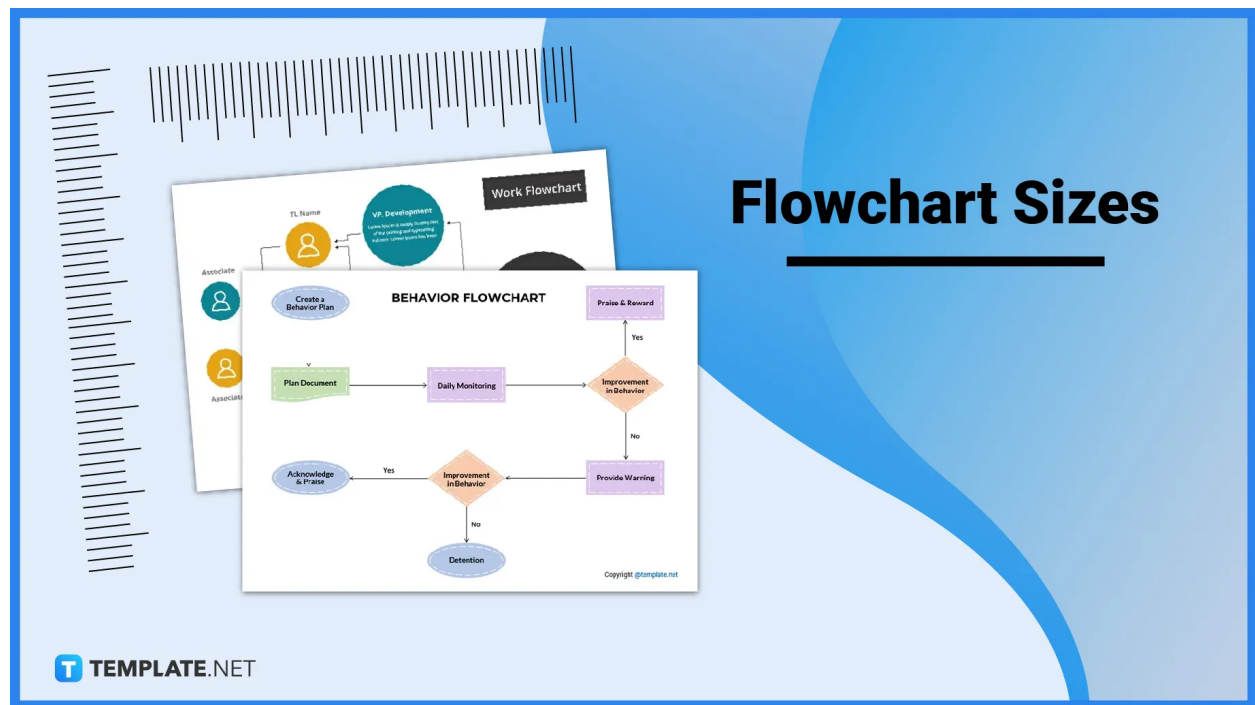 Flowchart Sizes
Work Flowchart
TL Name
VP. Development
Associate
Associate
BEHAVIOR FLOWCHART
Create a
Behavior Plan
Praise & Reward
Yes
Plan Document
Daily Monitoring
Improvement
in Behavior
No
Acknowledge
& Praise
Yes
Improvement
in Behavior
Provide Warning
No
Detention
Copyright @template.net
T TEMPLATE.NET